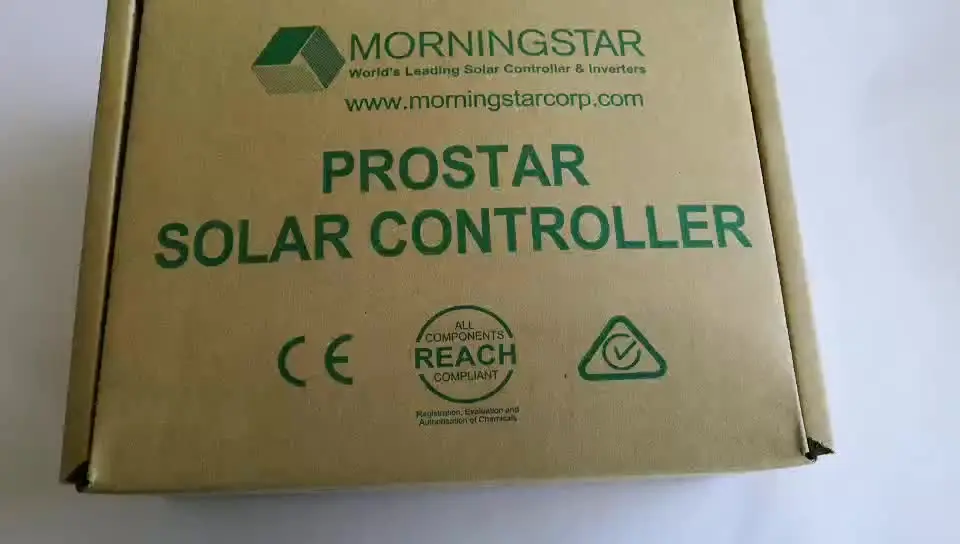 MORNINGSTAR
World's Leading Solar Controller & Inverters
www.morningstarcorp.com
PROSTAR
SOLAR CONTROLLER
CE
ALL
COMPONENTS
REACH
COMPLIANT
Registration, Evaluation and
Authorisation of Chemicals